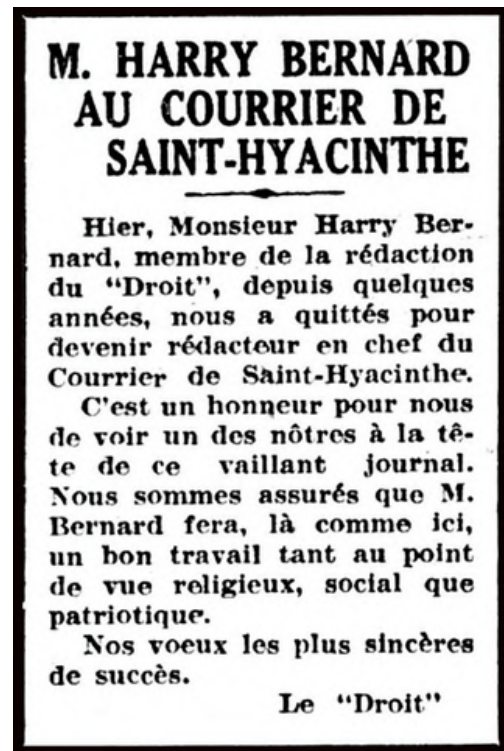 M. HARRY BERNARD
AU COURRIER DE
SAINT-HYACINTHE
Hier, Monsieur Harry Ber-
nard, membre de la rédaction
du "Droit", depuis quelques
années, nous a quittés pour
devenir rédacteur en chef du
Courrier de Saint-Hyacinthe.
C'est un honneur pour nous
de voir un des nôtres à la tê-
te de ce vaillant journal.
Nous sommes assurés que M.
Bernard fera, là comme ici,
un bon travail tant au point
de vue religieux, social que
patriotique.
Nos voeux les plus sincères
de succès.
Le "Droit"